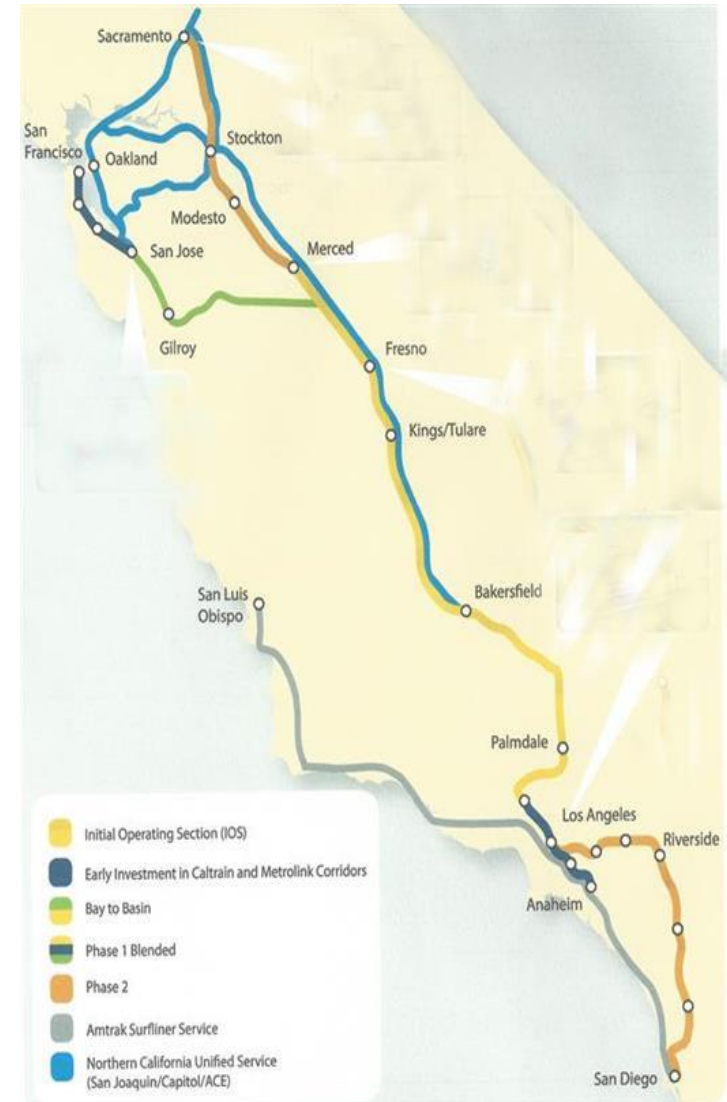 Sacramento
San
Francisco
Oakland
Stockton
Modesto
San Jose
Merced
Gilroy
Fresno
Kings/Tulare
San Luis
Obispo
Bakersfield
Palmdale
Los Angeles
Riverside
Anaheim
San Diego
Initial Operating Section (IOS)
Early Investment in Caltrain and Metrolink Corridors
Bay to Basin
Phase 1 Blended
Phase 2
Amtrak Surfliner Service
Northern California Unified Service
(San Joaquin/Capitol/ACE)